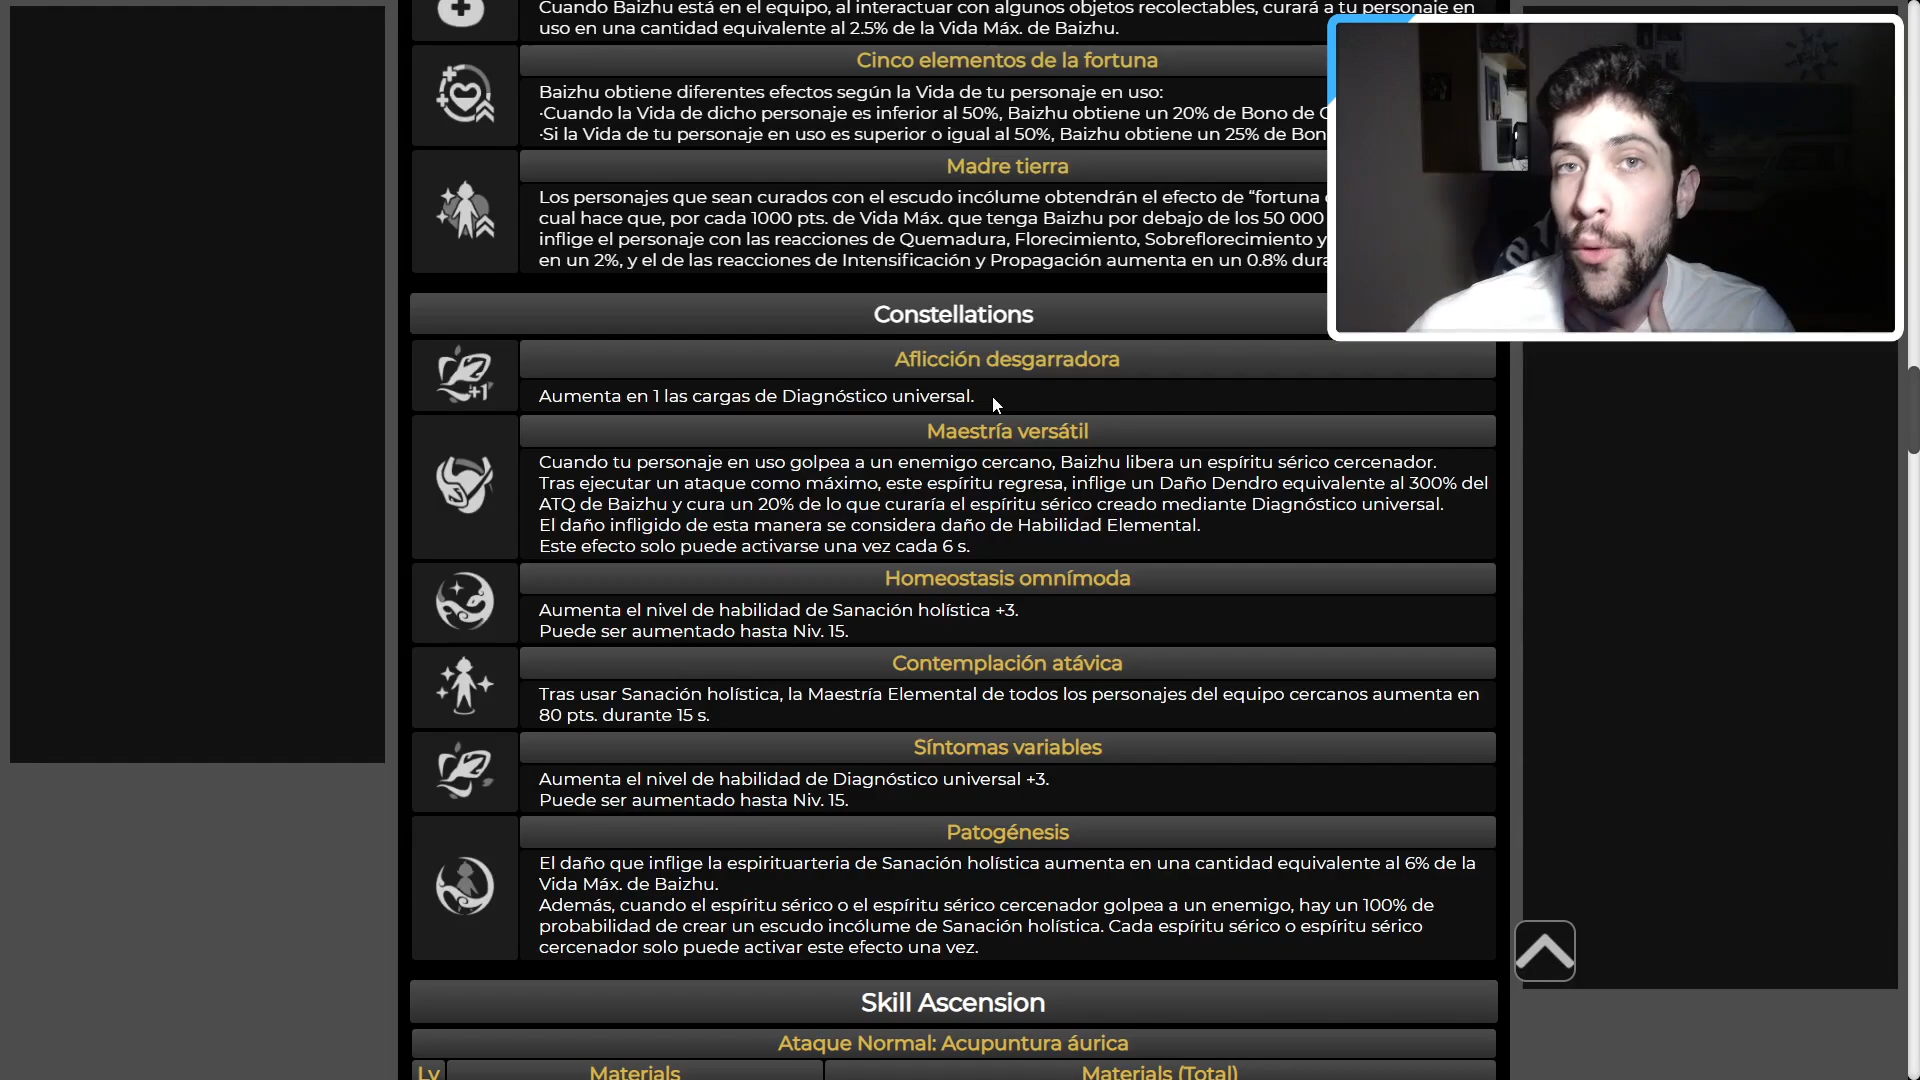 Cuando Baizhu está en el equipo, al interactuar con algunos objetos recolectables, curará a tu personaje en
uso en una cantidad equivalente al 2.5% de la Vida Máx. de Baizhu.
Cinco elementos de la fortuna
Baizhu obtiene diferentes efectos según la Vida de tu personaje en uso:
·Cuando la Vida de dicho personaje es inferior al 50%, Baizhu obtiene un 20% de Bono de
·Si la Vida de tu personaje en uso es superior o igual al 50%, Baizhu obtiene un 25% de Bon
Madre tierra
Los personajes que sean curados con el escudo incólume obtendrán el efecto de “fortuna
cual hace que, por cada 1000 pts. de Vida Máx. que tenga Baizhu por debajo de los 50 000
inflige el personaje con las reacciones de Quemadura, Florecimiento, Sobreflorecimiento y
en un 2%, y el de las reacciones de Intensificación y Propagación aumenta en un 0.8% dura
Constellations
Aflicción desgarradora
+1
Aumenta en 1 las cargas de Diagnóstico universal.
Maestría versátil
Cuando tu personaje en uso golpea a un enemigo cercano, Baizhu libera un espíritu sérico cercenador.
Tras ejecutar un ataque como máximo, este espíritu regresa, inflige un Daño Dendro equivalente al 300% del
ATQ de Baizhu y cura un 20% de lo que curaría el espíritu sérico creado mediante Diagnóstico universal.
El daño infligido de esta manera se considera daño de Habilidad Elemental.
Este efecto solo puede activarse una vez cada 6 s.
Homeostasis omnímoda
Aumenta el nivel de habilidad de Sanación holística +3.
Puede ser aumentado hasta Niv. 15.
Contemplación atávica
Tras usar Sanación holística, la Maestría Elemental de todos los personajes del equipo cercanos aumenta en
80 pts. durante 15 s.
Síntomas variables
Aumenta el nivel de habilidad de Diagnóstico universal +3.
Puede ser aumentado hasta Niv. 15.
Patogénesis
El daño que inflige la espirituarteria de Sanación holística aumenta en una cantidad equivalente al 6% de la
Vida Máx. de Baizhu.
Además, cuando el espíritu sérico o el espíritu sérico cercenador golpea a un enemigo, hay un 100% de
probabilidad de crear un escudo incólume de Sanación holística. Cada espíritu sérico o espíritu sérico
cercenador solo puede activar este efecto una vez.
Skill Ascension
Ataque Normal: Acupuntura áurica
Lv Materials Materials (Total)